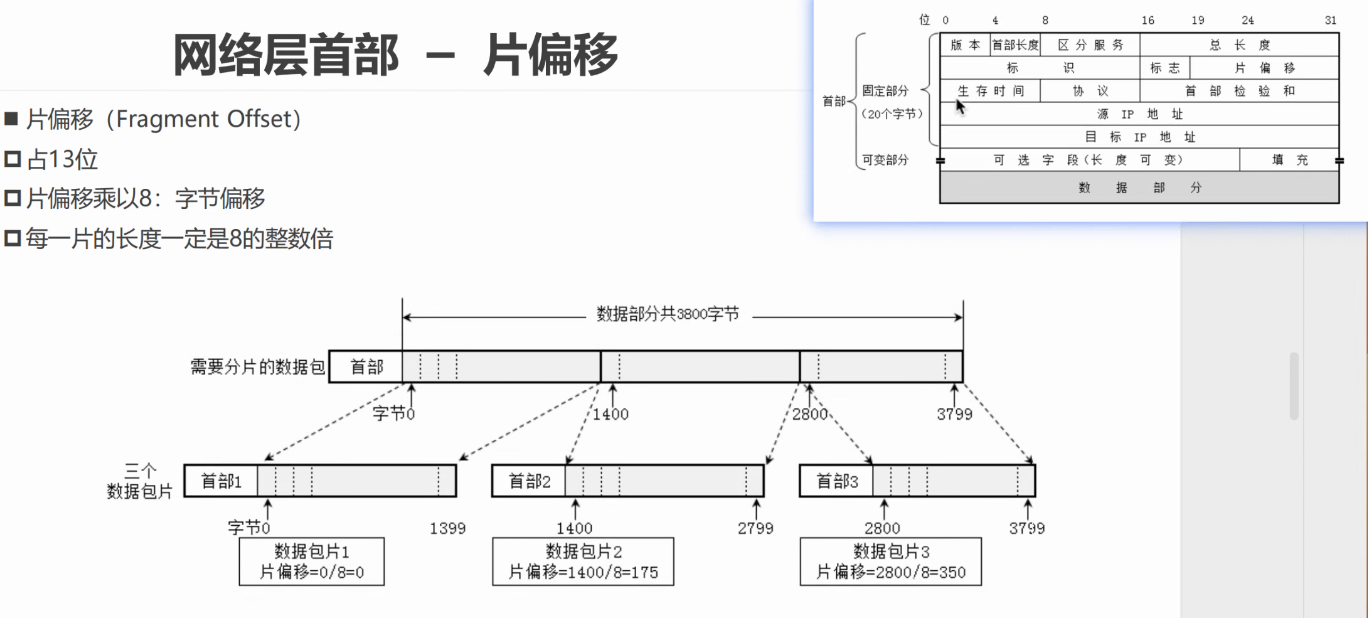 网络层首部 － 片偏移
■ 片偏移（Fragment Offset）
占13位
片偏移乘以8：字节偏移
每一片的长度一定是8的整数倍
位 0 4 8 16 19 24 31
版本 首部长度 区分服务 总长度
标识 标志 片偏移
生存时间 协议 首部检验和
源 IP 地址
目标 IP 地址
可选字段(长度可变) 填充
数据部分
首部
固定部分
（20个字节）
可变部分
数据部分共3800字节
需要分片的数据包 首部
字节0 1400 2800 3799
三个
数据包片
首部1 首部2 首部3
字节0 1399 1400 2799 2800 3799
数据包片1
片偏移=0/8=0
数据包片2
片偏移=1400/8=175
数据包片3
片偏移=2800/8=350